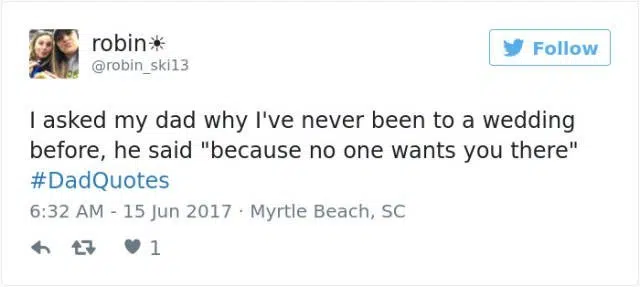 robin☀
@robin_ski13
Follow
I asked my dad why I've never been to a wedding
before, he said "because no one wants you there"
#DadQuotes
6:32 AM - 15 Jun 2017 · Myrtle Beach, SC
1